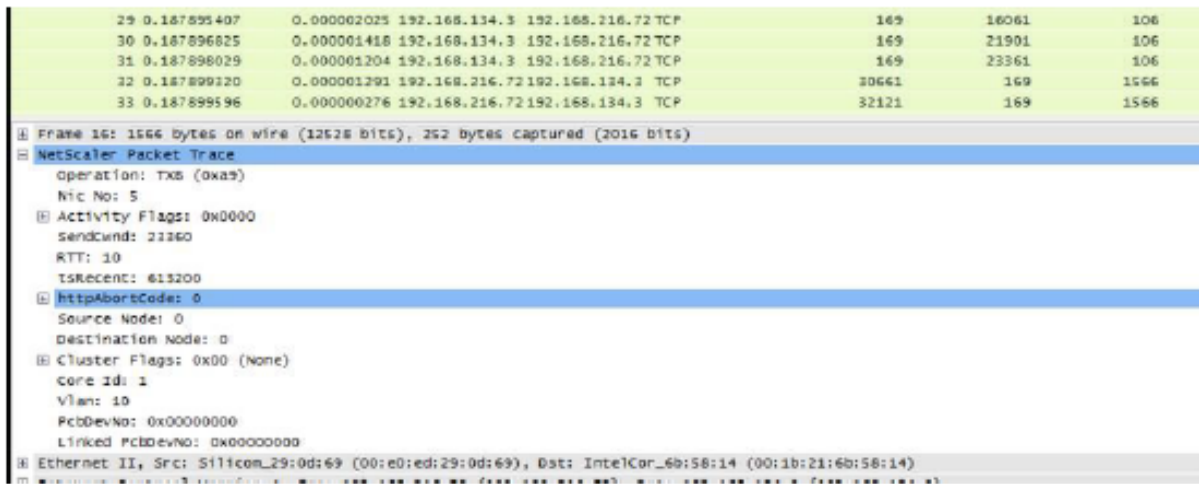 29 0.187895407 0.000002025 192.168.134.3 192.168.216.72 TCP 169 16061 106
30 0.187896825 0.000001418 192.168.134.3 192.168.216.72 TCP 169 21901 106
31 0.187898029 0.000001204 192.168.134.3 192.168.216.72 TCP 169 23361 106
32 0.187899320 0.000001291 192.168.216.72 192.168.134.3 TCP 30661 169 1566
33 0.187899596 0.000000276 192.168.216.72 192.168.134.3 TCP 32121 169 1566
Frame 16: 1566 bytes on wire (12528 bits), 252 bytes captured (2016 bits)
NetScaler Packet Trace
Operation: TXB (0xa9)
Nic No: 5
Activity Flags: 0x0000
SendCwnd: 23360
RTT: 10
tsRecent: 613200
httpAbortCode: 0
Source Node: 0
Destination Node: 0
Cluster Flags: 0x00 (None)
Core Id: 1
Vlan: 10
PcbDevNo: 0x00000000
Linked PcbDevNo: 0x00000000
Ethernet II, Src: Silicom_29:0d:69 (00:e0:ed:29:0d:69), Dst: IntelCor_6b:58:14 (00:1b:21:6b:58:14)